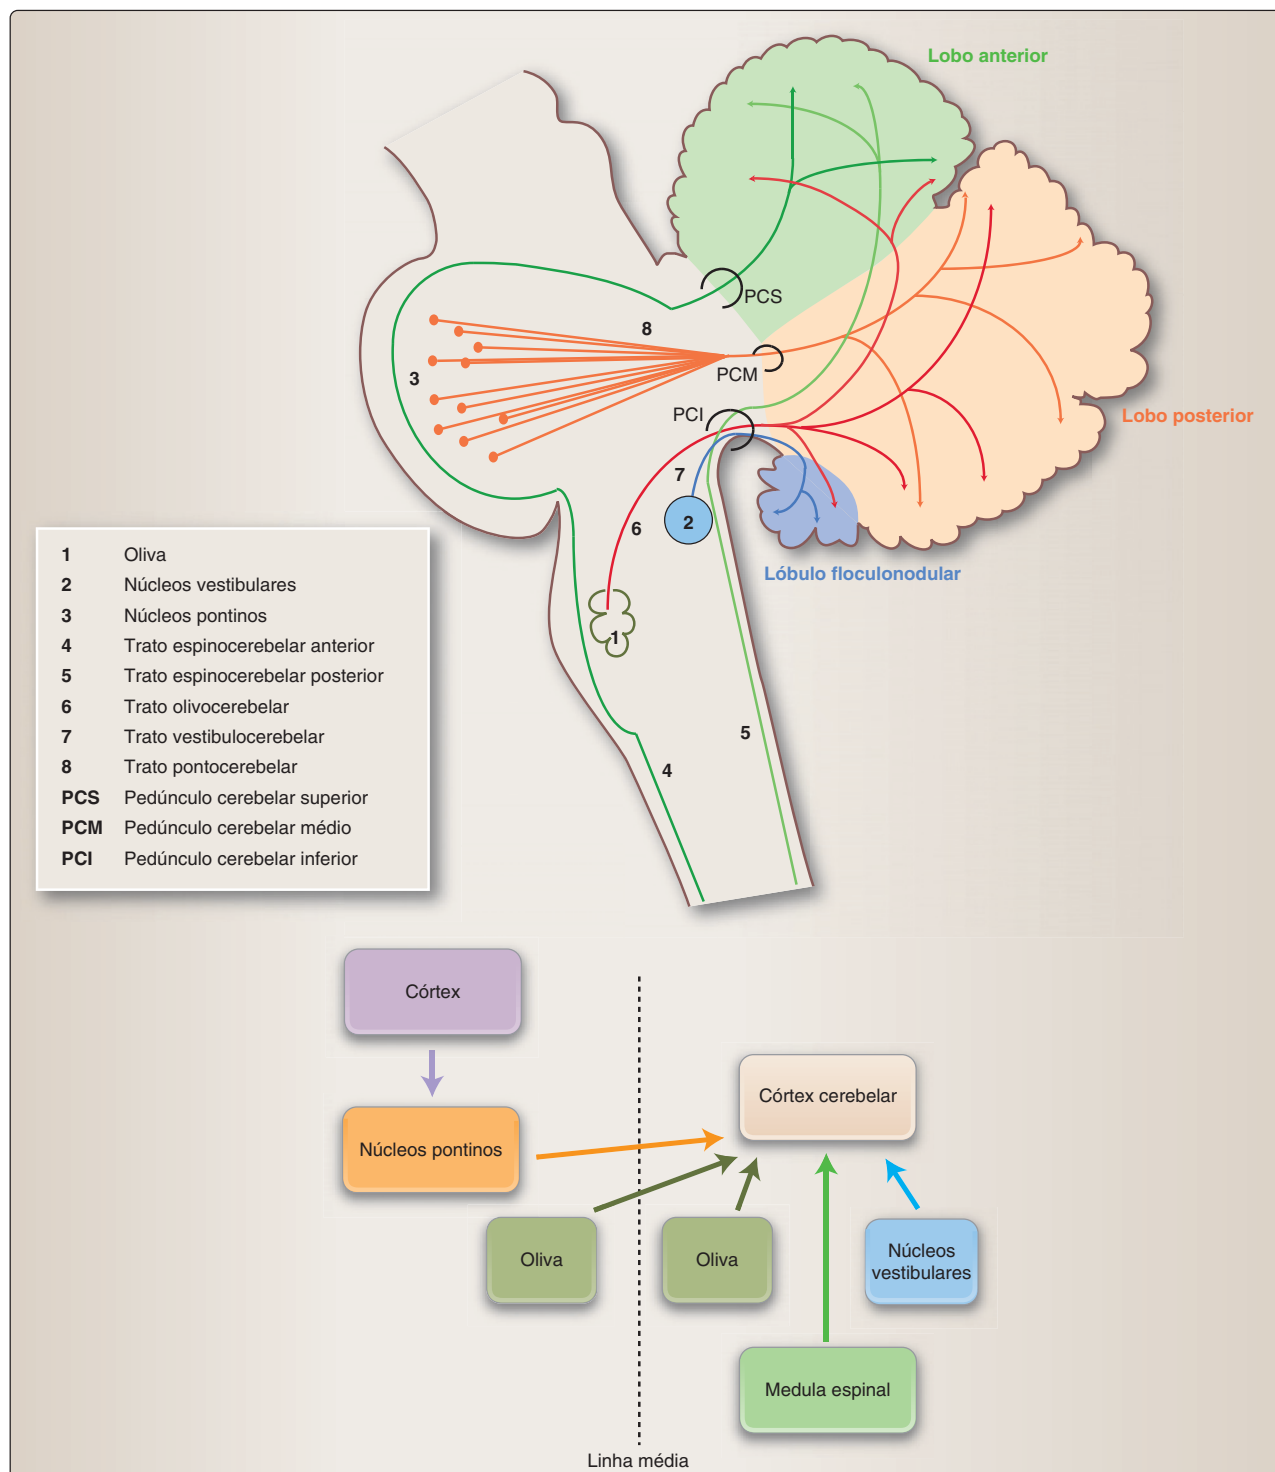 Lobo anterior
PCS
8
3
PCM
PCI
Lobo posterior
7
2
6
Lóbulo floculonodular
1
5
4
1 Oliva
2 Núcleos vestibulares
3 Núcleos pontinos
4 Trato espinocerebelar anterior
5 Trato espinocerebelar posterior
6 Trato olivocerebelar
7 Trato vestibulocerebelar
8 Trato pontocerebelar
PCS Pedúnculo cerebelar superior
PCM Pedúnculo cerebelar médio
PCI Pedúnculo cerebelar inferior
Córtex
Córtex cerebelar
Núcleos pontinos
Oliva
Oliva
Núcleos
vestibulares
Medula espinal
Linha média